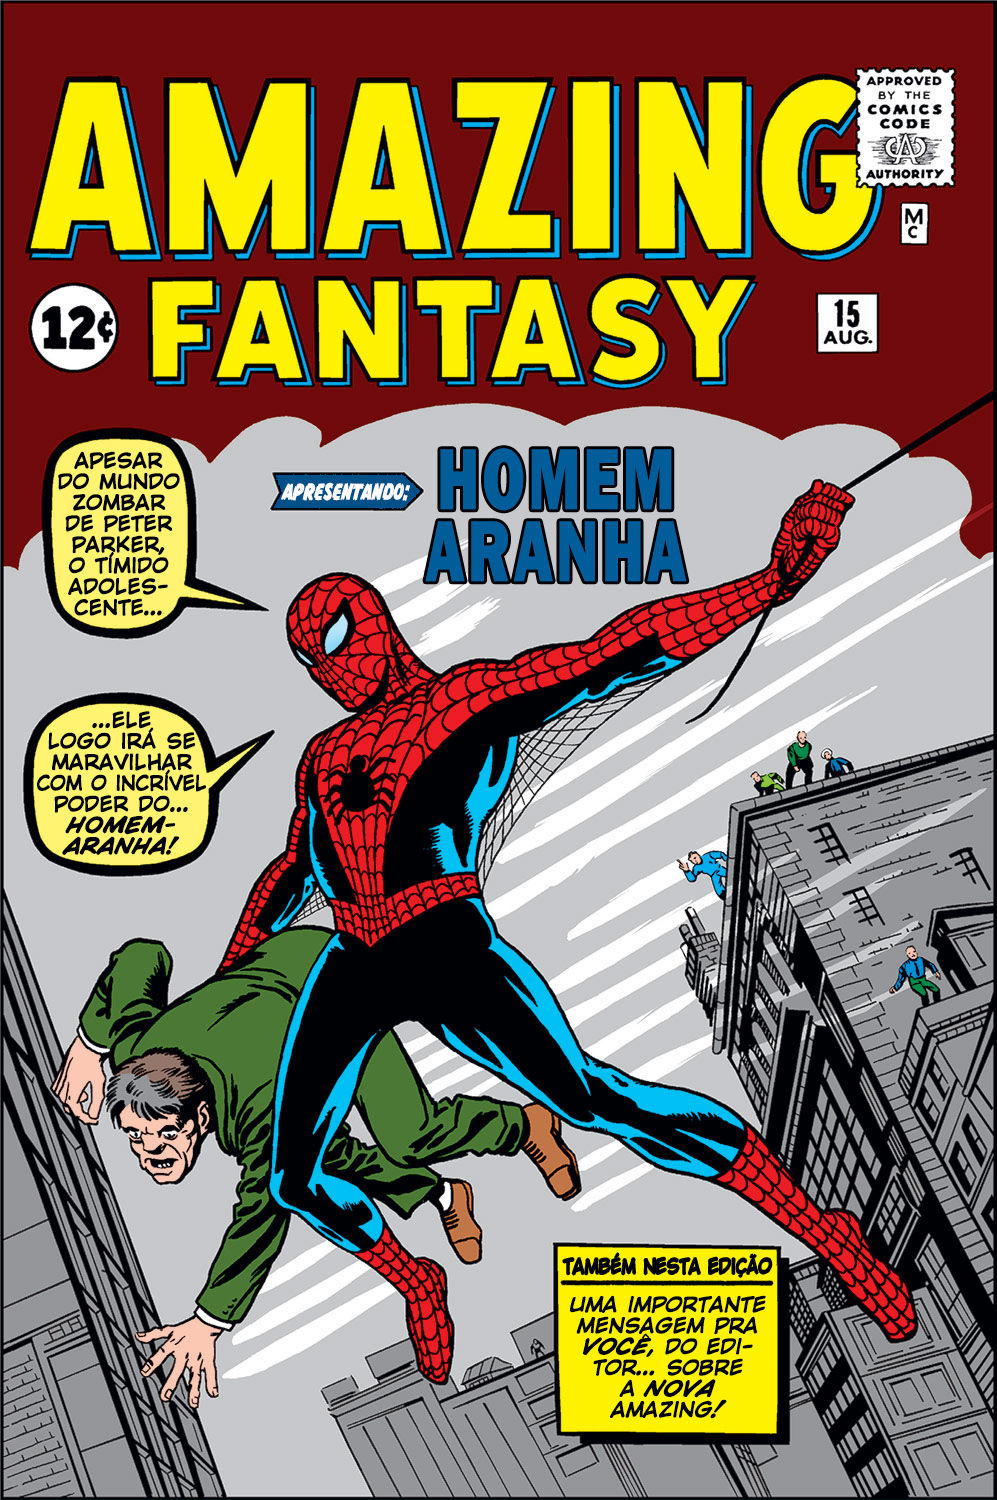 AMAZING
FANTASY
APPROVED
BY THE
COMICS
CODE
CA
AUTHORITY
M
C
12¢
15
AUG.
APRESENTANDO:
HOMEM
ARANHA
APESAR
DO MUNDO
ZOMBAR
DE PETER
PARKER,
O TÍMIDO
ADOLES-
CENTE...
...ELE
LOGO IRÁ SE
MARAVILHAR
COM O INCRÍVEL
PODER DO...
HOMEM-
ARANHA!
TAMBÉM NESTA EDIÇÃO
UMA IMPORTANTE
MENSAGEM PRA
VOCÊ, DO EDI-
TOR... SOBRE
A NOVA
AMAZING!